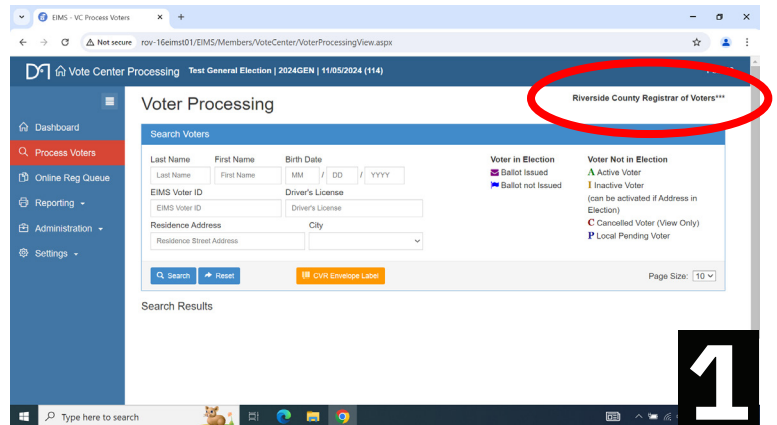 EIMS - VC Process Voters
Not secure rov-16eimst01/EIMS/Members/VoteCenter/VoterProcessingView.aspx
Vote Center Processing Test General Election | 2024GEN | 11/05/2024 (114)
Voter Processing
Riverside County Registrar of Voters***
Dashboard
Process Voters
Online Reg Queue
Reporting
Administration
Settings
Search Voters
Last Name First Name Birth Date
Last Name First Name MM / DD / YYYY
EIMS Voter ID Driver's License
EIMS Voter ID Driver's License
Residence Address City
Residence Street Address
Voter in Election
Ballot Issued
Ballot not Issued
Voter Not in Election
A Active Voter
I Inactive Voter
(can be activated if Address in
Election)
C Cancelled Voter (View Only)
P Local Pending Voter
Search Reset CVR Envelope Label Page Size: 10
Search Results
Type here to search
1